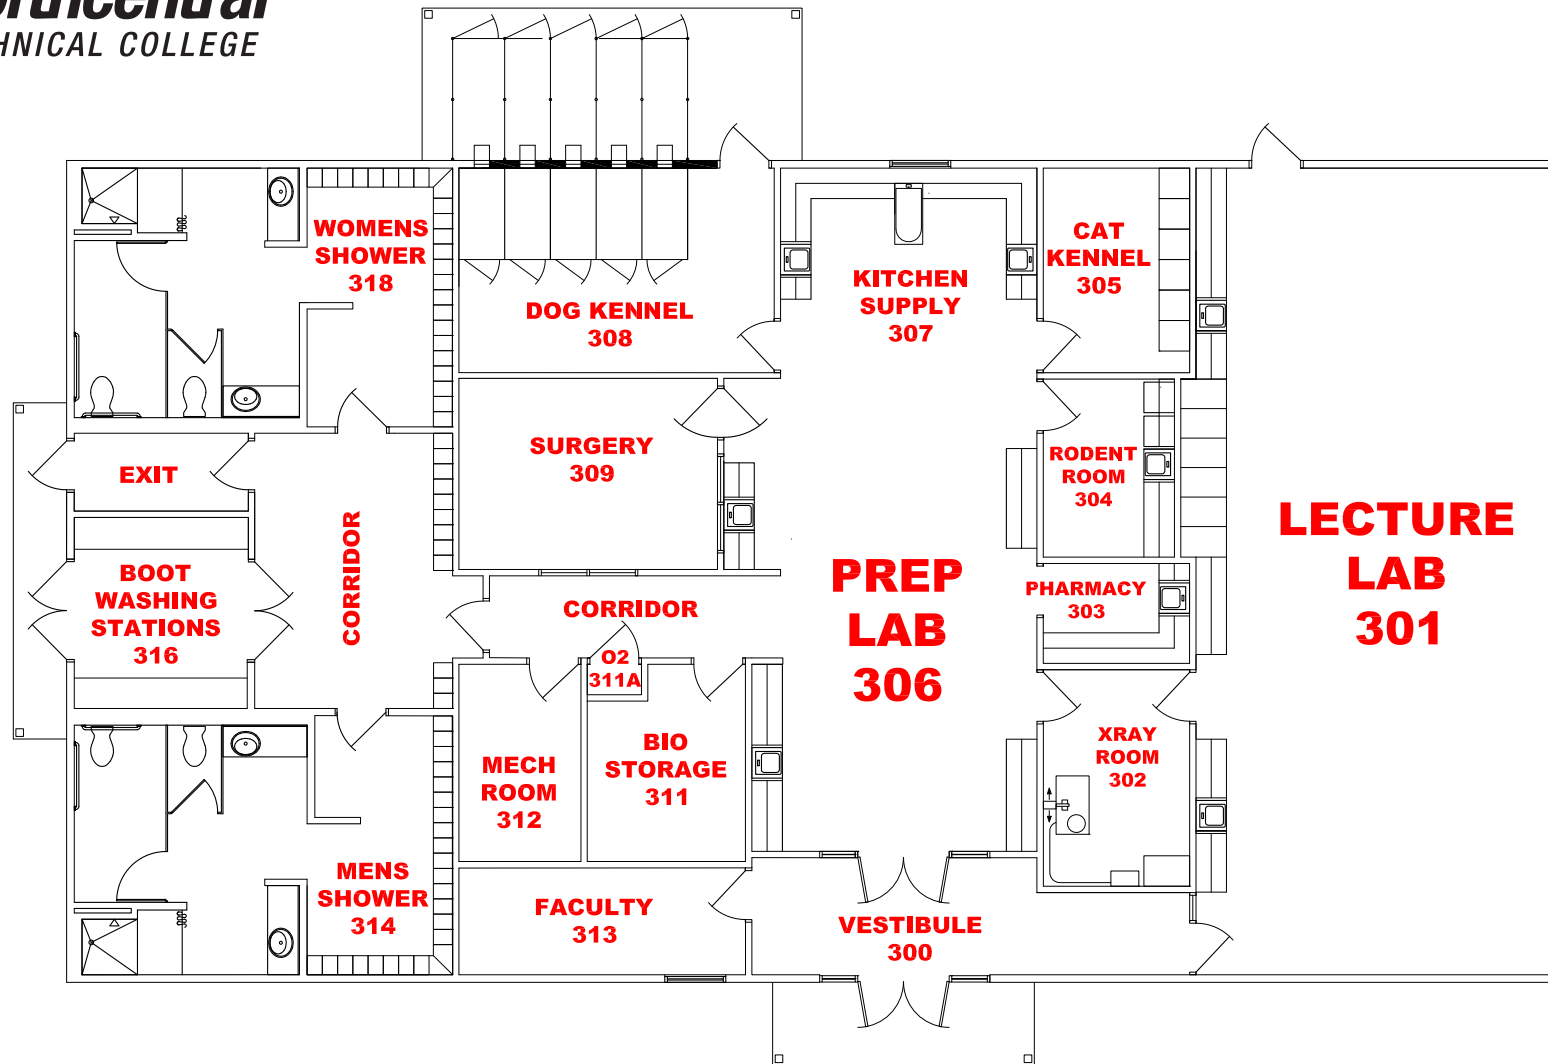 HNICAL COLLEGE
WOMENS
SHOWER
318
DOG KENNEL
308
KITCHEN
SUPPLY
307
CAT
KENNEL
305
EXIT
SURGERY
309
RODENT
ROOM
304
LECTURE
LAB
301
BOOT
WASHING
STATIONS
316
CORRIDOR
CORRIDOR
PREP
LAB
306
PHARMACY
303
O2
311A
MECH
ROOM
312
BIO
STORAGE
311
XRAY
ROOM
302
MENS
SHOWER
314
FACULTY
313
VESTIBULE
300